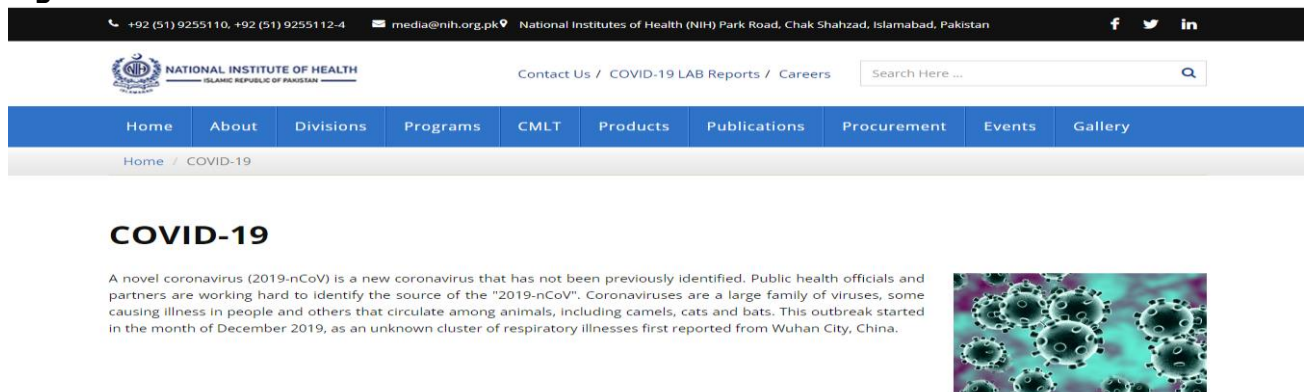 +92 (51) 9255110, +92 (51) 9255112-4 media@nih.org.pk National Institutes of Health (NIH) Park Road, Chak Shahzad, Islamabad, Pakistan
NATIONAL INSTITUTE OF HEALTH
ISLAMIC REPUBLIC OF PAKISTAN
NIH
ISLAMABAD
Contact Us / COVID-19 LAB Reports / Careers
Search Here ...
Home About Divisions Programs CMLT Products Publications Procurement Events Gallery
Home / COVID-19
COVID-19
A novel coronavirus (2019-nCoV) is a new coronavirus that has not been previously identified. Public health officials and
partners are working hard to identify the source of the "2019-nCoV". Coronaviruses are a large family of viruses, some
causing illness in people and others that circulate among animals, including camels, cats and bats. This outbreak started
in the month of December 2019, as an unknown cluster of respiratory illnesses first reported from Wuhan City, China.